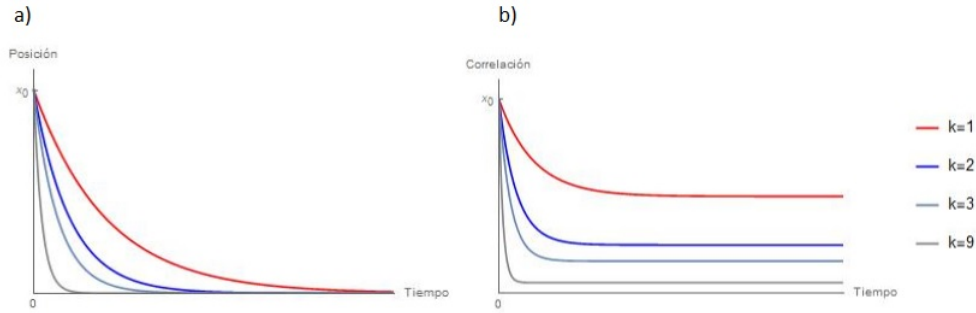 a)
Posición
x0
0
Tiempo
b)
Correlación
x0
0
Tiempo
k=1
k=2
k=3
k=9